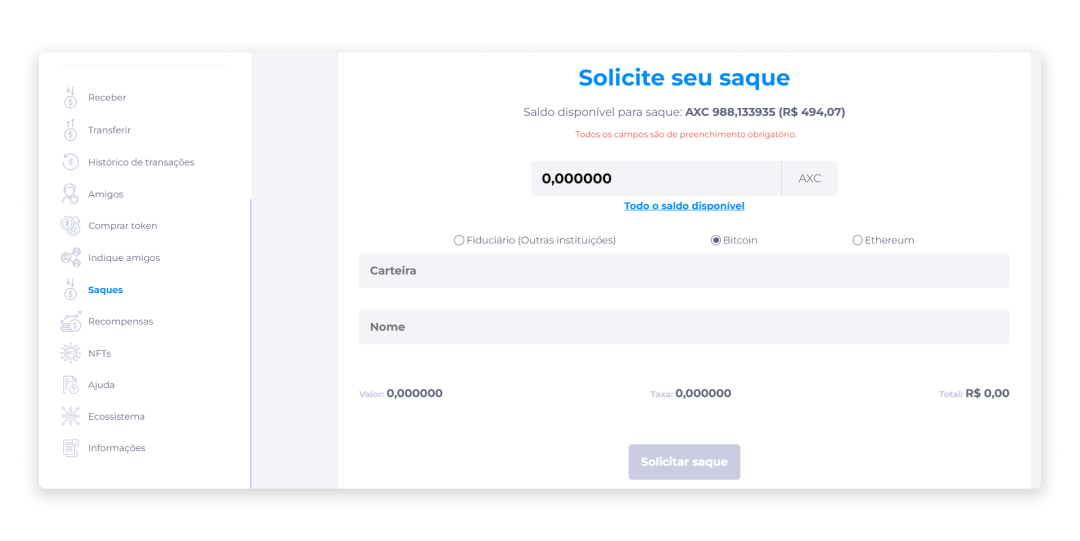 Receber
Transferir
Histórico de transações
Amigos
Comprar token
Indique amigos
Saques
Recompensas
NFTs
Ajuda
Ecossistema
Informações
Solicite seu saque
Saldo disponível para saque: AXC 988,133935 (R$ 494,07)
Todos os campos são de preenchimento obrigatório.
0,000000 AXC
Todo o saldo disponível
Fiduciário (Outras instituições) Bitcoin Ethereum
Carteira
Nome
Valor: 0,000000 Taxa: 0,000000 Total: R$ 0,00
Solicitar saque